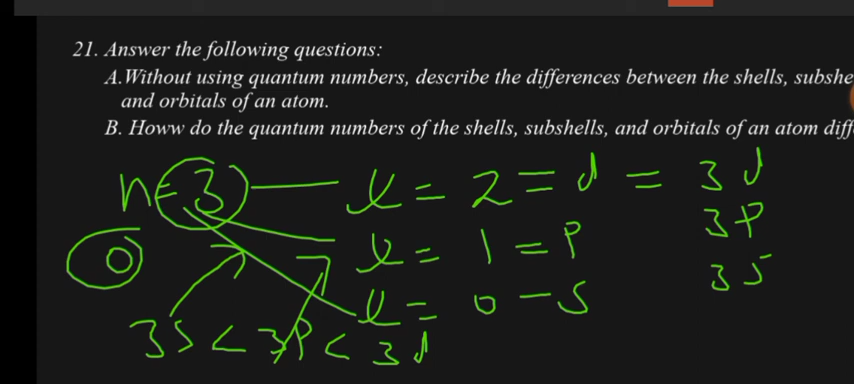 21. Answer the following questions:
A. Without using quantum numbers, describe the differences between the shells, subshe
and orbitals of an atom.
B. Howw do the quantum numbers of the shells, subshells, and orbitals of an atom diff
n=3 l = 2 = d = 3d
l = 1 = P 3P
l = 0 - S 3S
3S < 3P < 3d